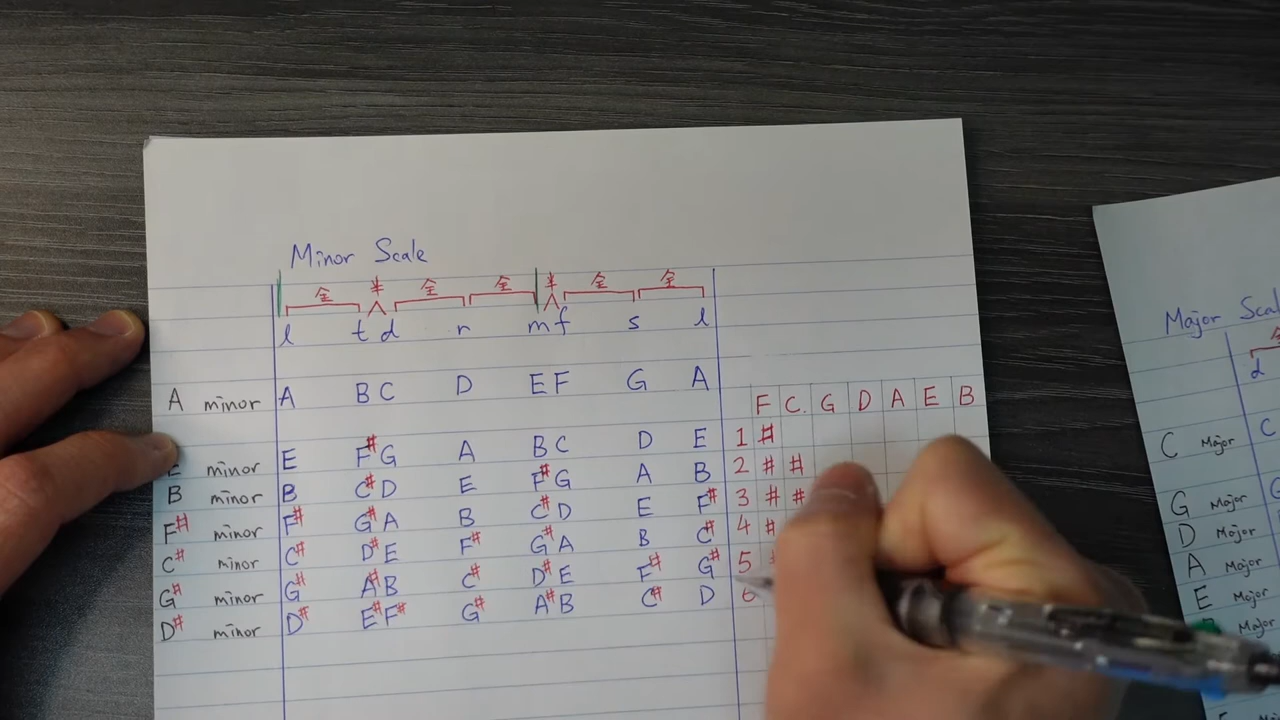 Minor Scale
全 半 全 全 半 全 全
l t d r m f s l
A minor A B C D E F G A
F C G D A E B
E minor E F# G A B C D E 1 #
B minor B C# D E F# G A B 2 # #
F# minor F# G# A B C# D E F# 3 # #
C# minor C# D# E F# G# A B C# 4 #
G# minor G# A# B C# D# E F# G# 5
D# minor D# E# F# G# A# B C# D 6
Major Scal
d
C Major C
G Major G
D Major
A Major
E Major
Major